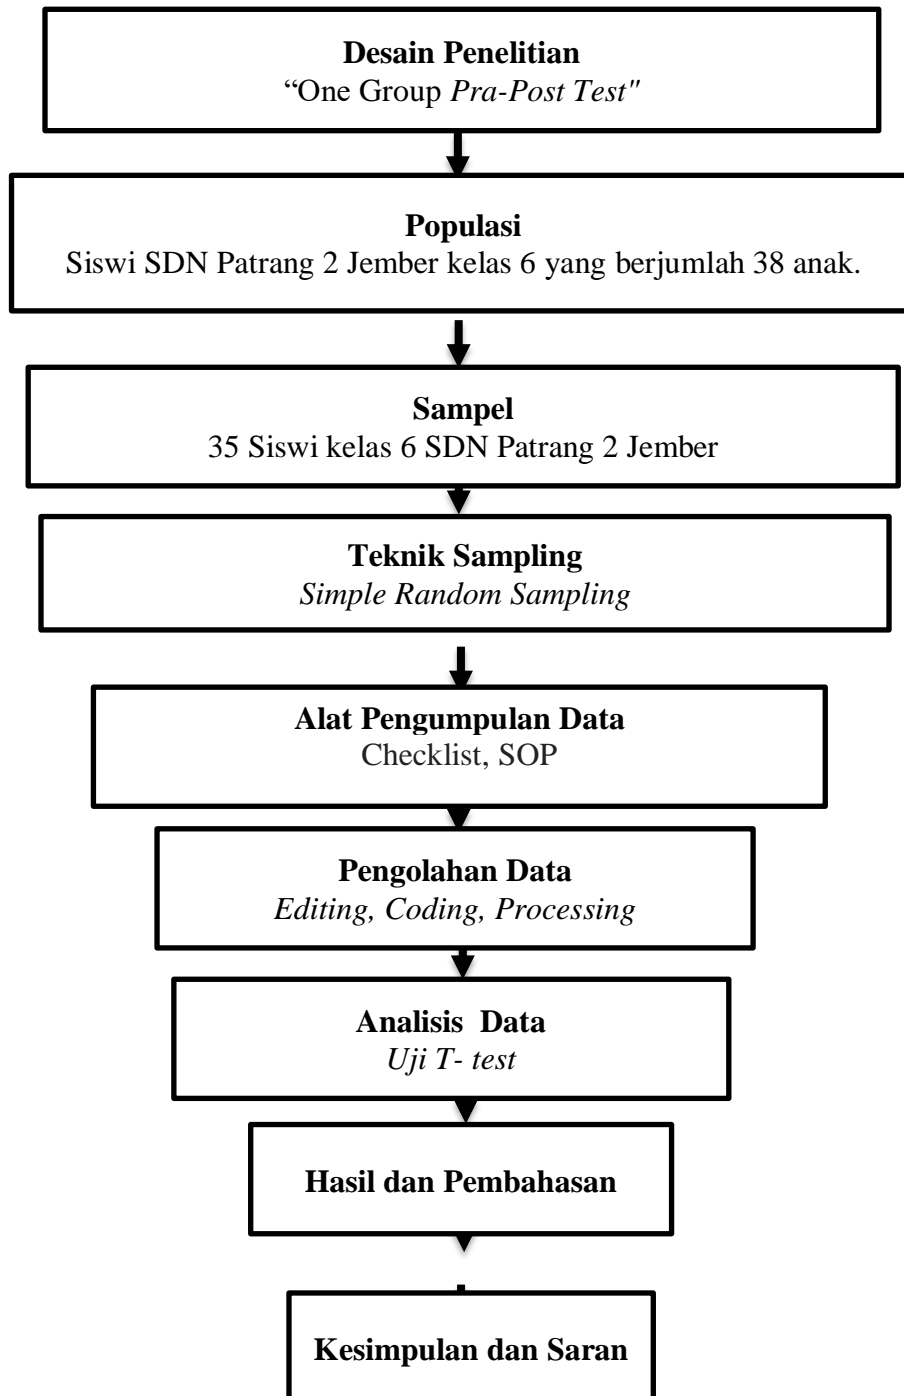 Desain Penelitian
“One Group Pra-Post Test"
Populasi
Siswi SDN Patrang 2 Jember kelas 6 yang berjumlah 38 anak.
Sampel
35 Siswi kelas 6 SDN Patrang 2 Jember
Teknik Sampling
Simple Random Sampling
Alat Pengumpulan Data
Checklist, SOP
Pengolahan Data
Editing, Coding, Processing
Analisis  Data
Uji T- test
Hasil dan Pembahasan
Kesimpulan dan Saran